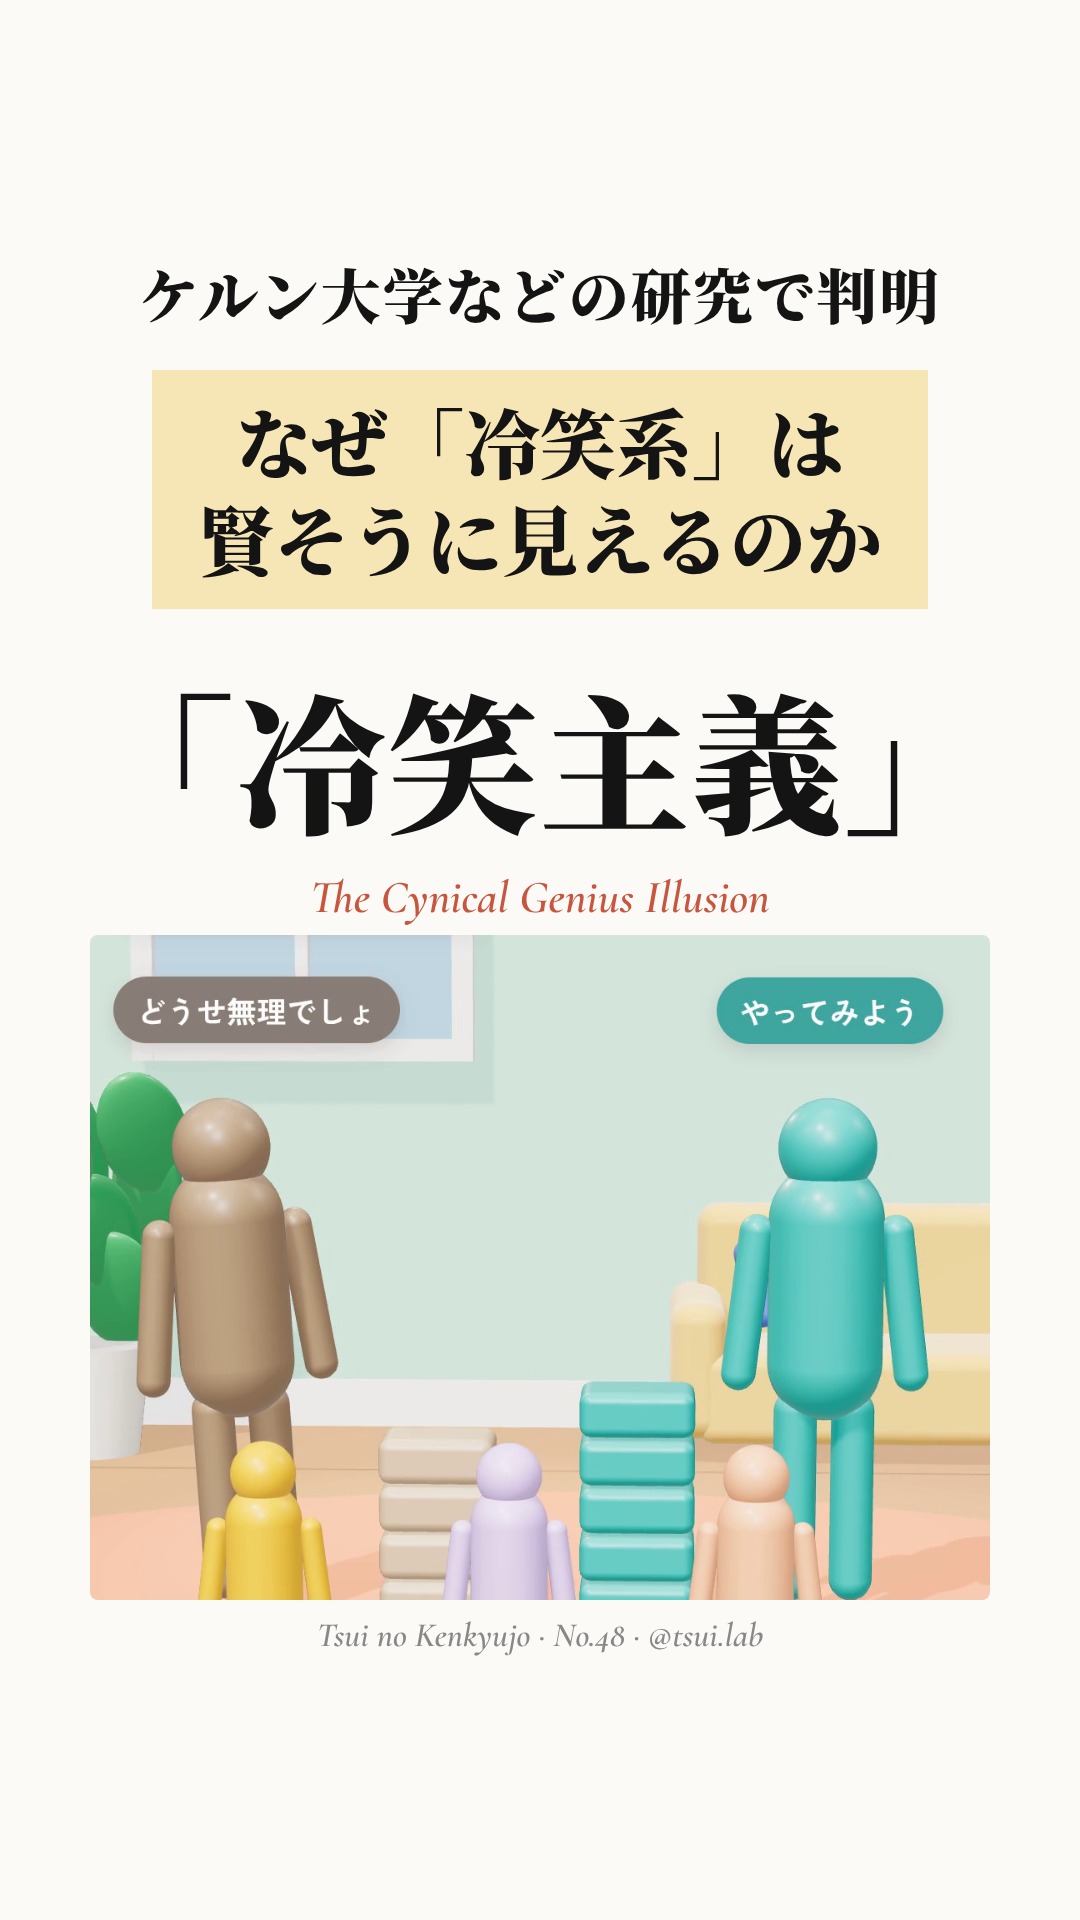 ケルン大学などの研究で判明
なぜ「冷笑系」は
賢そうに見えるのか
「冷笑主義」
The Cynical Genius Illusion
どうせ無理でしょ
やってみよう
Tsui no Kenkyujo · No.48 · @tsui.lab